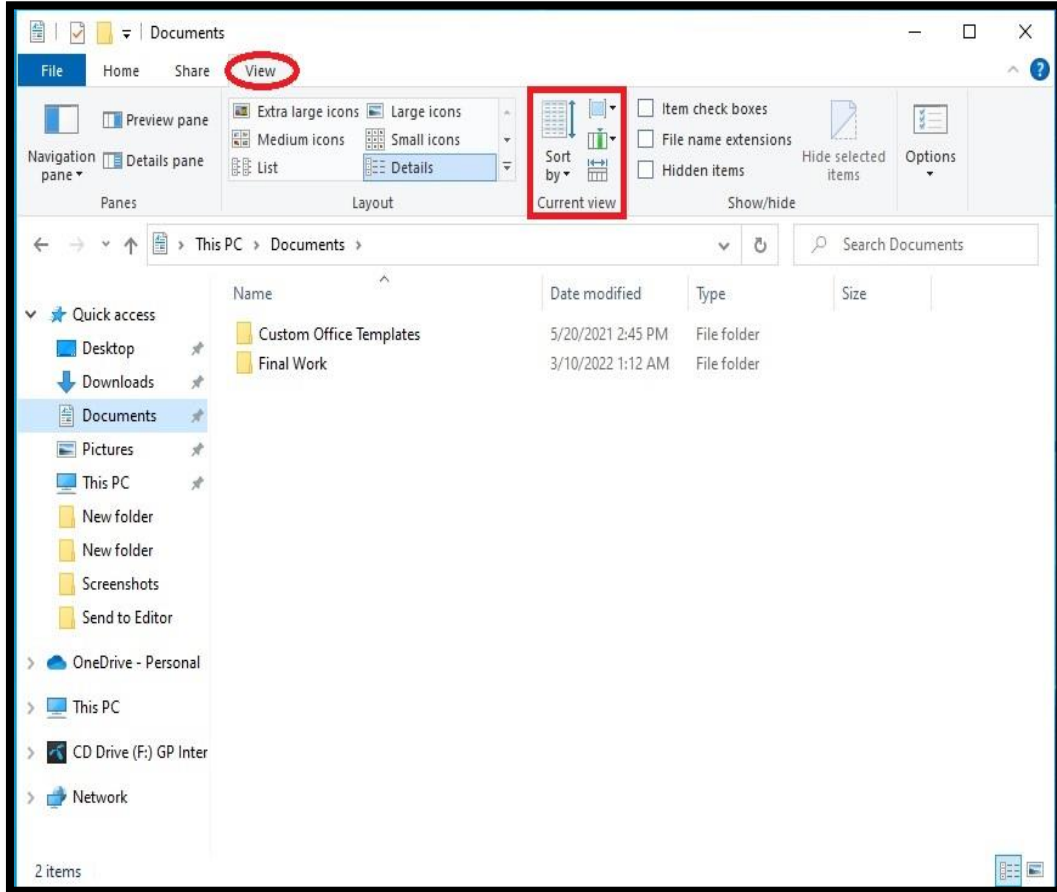 Documents
File Home Share View
Preview pane
Navigation pane
Details pane
Panes
Extra large icons Large icons
Medium icons Small icons
List Details
Layout
Sort by
Current view
Item check boxes
File name extensions
Hidden items
Hide selected items
Show/hide
Options
This PC > Documents >
Search Documents
Name Date modified Type Size
Custom Office Templates 5/20/2021 2:45 PM File folder
Final Work 3/10/2022 1:12 AM File folder
Quick access
Desktop
Downloads
Documents
Pictures
This PC
New folder
New folder
Screenshots
Send to Editor
OneDrive - Personal
This PC
CD Drive (F:) GP Inter
Network
2 items